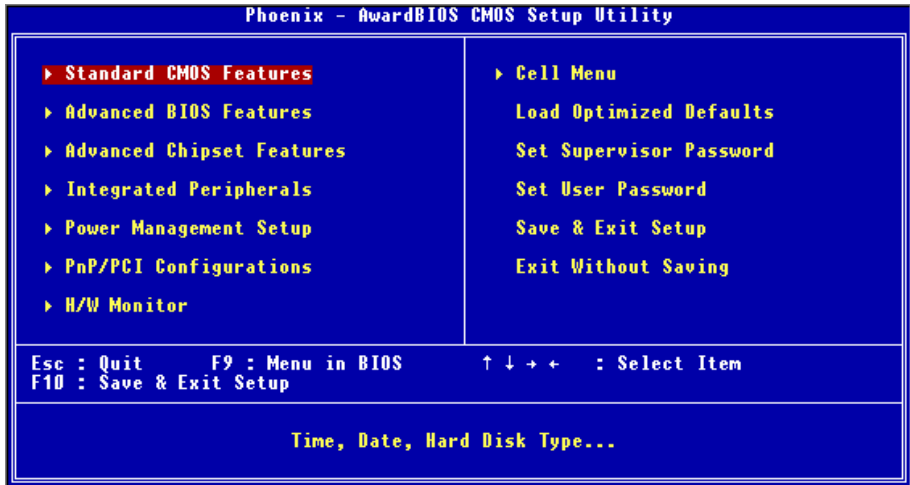 Phoenix - AwardBIOS CMOS Setup Utility
▸ Standard CMOS Features
▸ Advanced BIOS Features
▸ Advanced Chipset Features
▸ Integrated Peripherals
▸ Power Management Setup
▸ PnP/PCI Configurations
▸ H/W Monitor
▸ Cell Menu
Load Optimized Defaults
Set Supervisor Password
Set User Password
Save & Exit Setup
Exit Without Saving
Esc : Quit F9 : Menu in BIOS ↑ ↓ → ← : Select Item
F10 : Save & Exit Setup
Time, Date, Hard Disk Type...